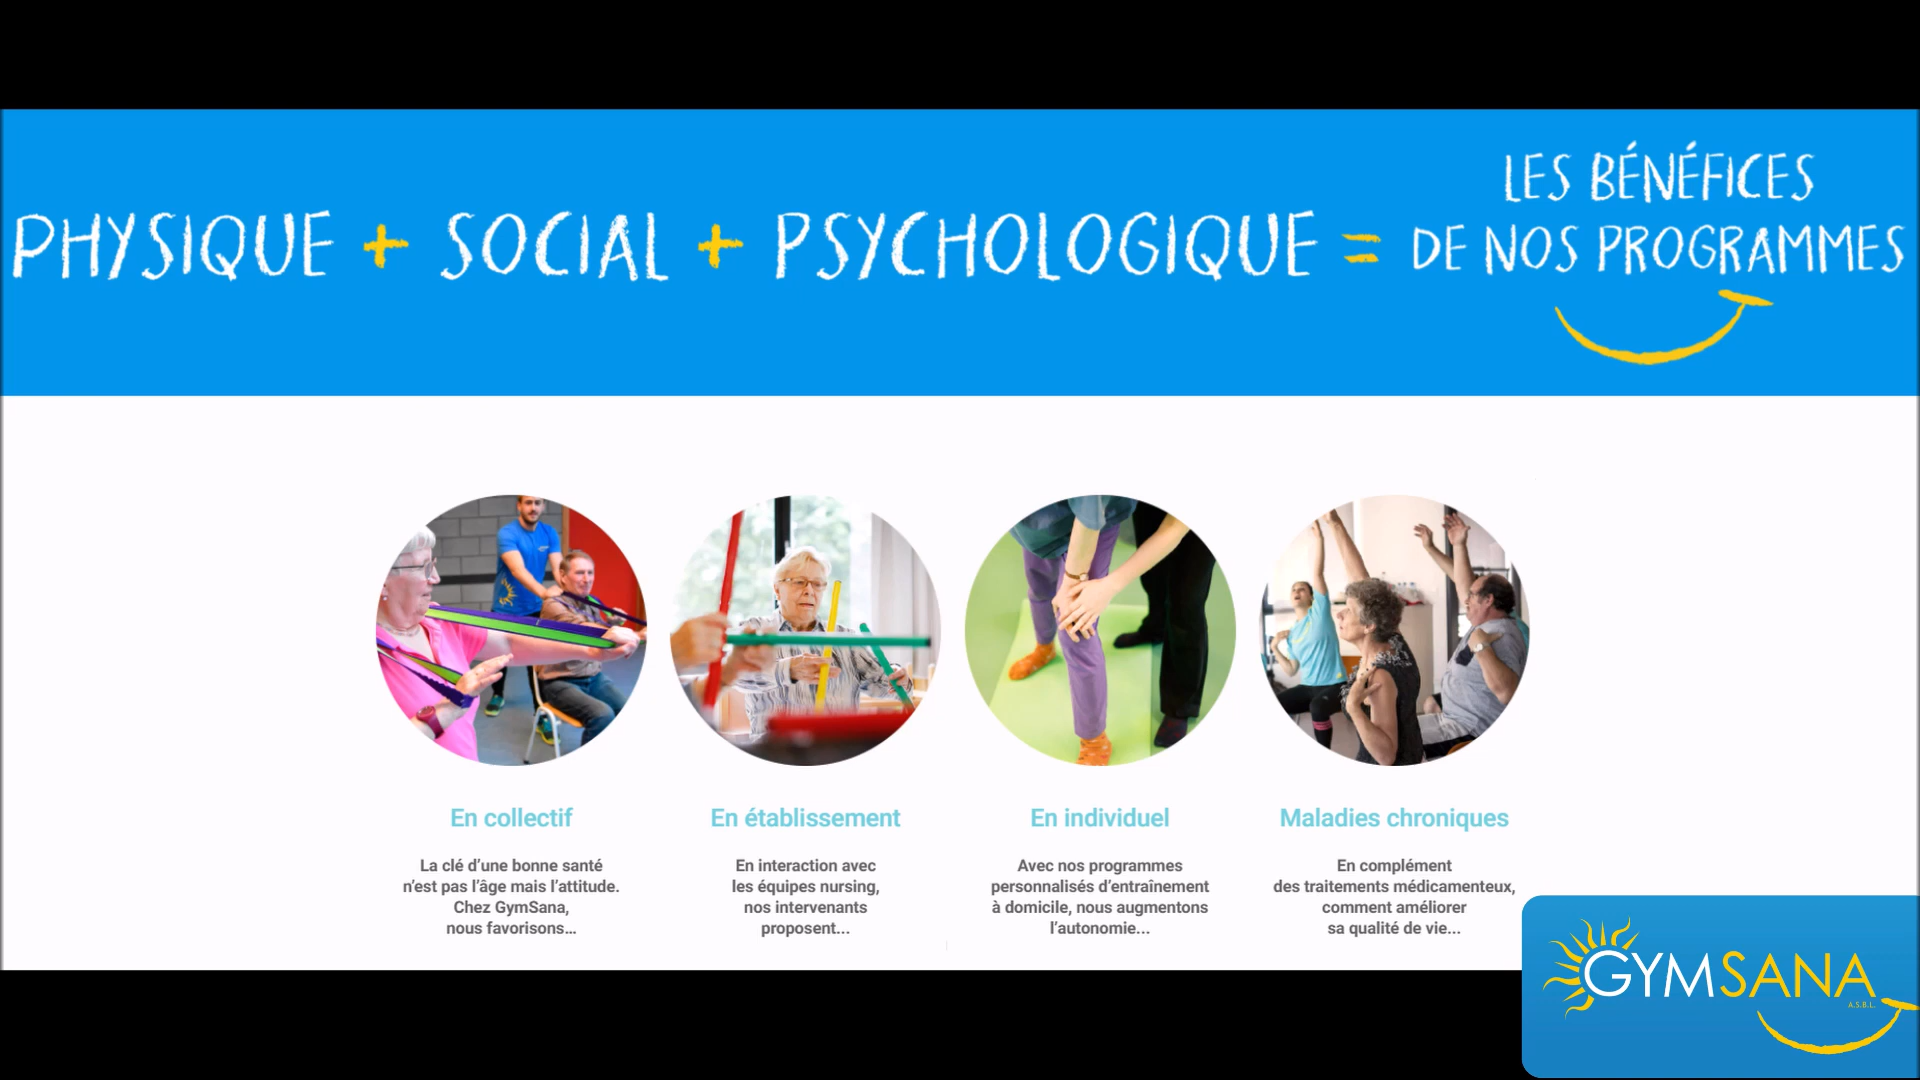 LES BÉNÉFICES
PHYSIQUE + SOCIAL + PSYCHOLOGIQUE = DE NOS PROGRAMMES
En collectif
La clé d'une bonne santé
n'est pas l'âge mais l'attitude.
Chez GymSana,
nous favorisons...
En établissement
En interaction avec
les équipes nursing,
nos intervenants
proposent...
En individuel
Avec nos programmes
personnalisés d'entraînement
à domicile, nous augmentons
l'autonomie...
Maladies chroniques
En complément
des traitements médicamenteux,
comment améliorer
sa qualité de vie...
GYMSANA
A.S.B.L.